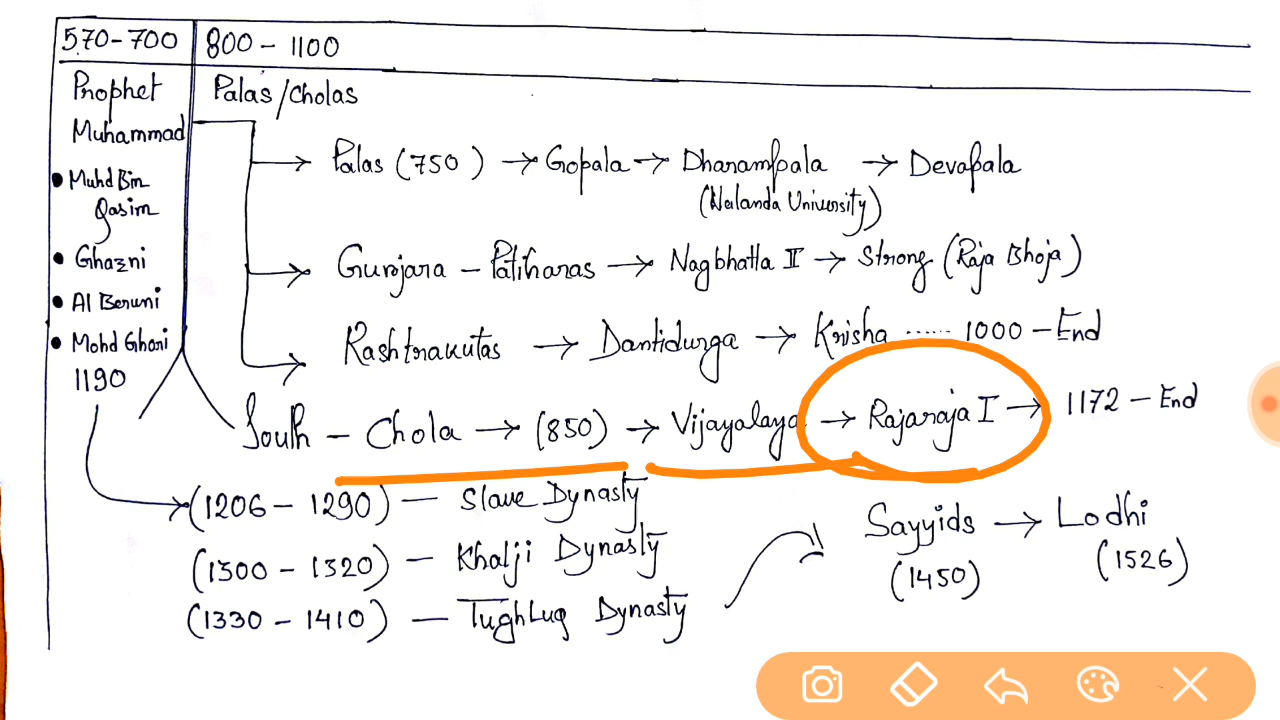 570-700 800 - 1100
Prophet Muhammad
Palas/Cholas
• Muhd Bin Qasim
• Ghazni
• Al Beruni
• Mohd Ghori
1190
→ Palas (750) → Gopala → Dharampala → Devapala
(Nalanda University)
→ Gurjara - Patiharas → Nagbhatta II → Strong (Raja Bhoja)
→ Rashtrakutas → Dantidurga → Krisha ...... 1000 - End
South - Chola → (850) → Vijayalaya → Rajaraja I → 1172 - End
→ (1206 - 1290) - Slave Dynasty
(1300 - 1320) - Khalji Dynasty
(1330 - 1410) - Tughluq Dynasty
Sayyids → Lodhi
(1450) (1526)